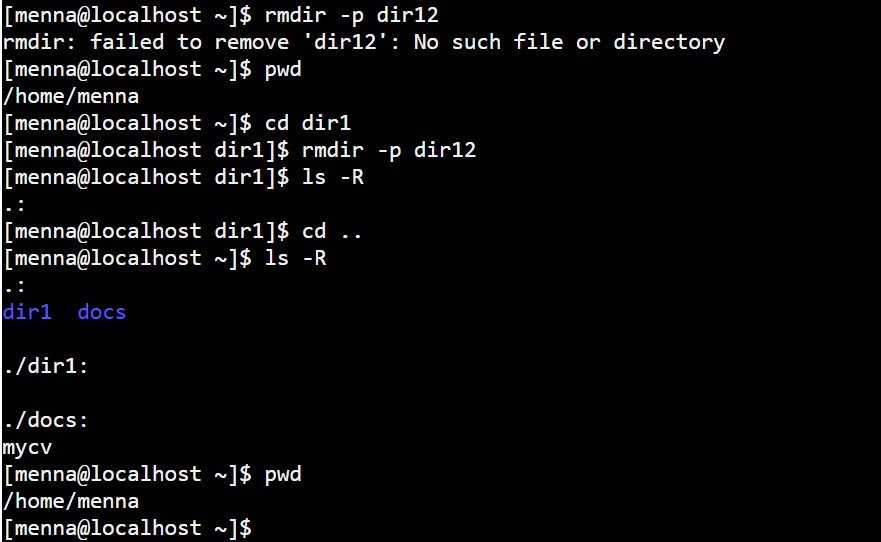 [menna@localhost ~]$ rmdir -p dir12
rmdir: failed to remove 'dir12': No such file or directory
[menna@localhost ~]$ pwd
/home/menna
[menna@localhost ~]$ cd dir1
[menna@localhost dir1]$ rmdir -p dir12
[menna@localhost dir1]$ ls -R
.:
[menna@localhost dir1]$ cd ..
[menna@localhost ~]$ ls -R
.:
dir1  docs
./dir1:
./docs:
mycv
[menna@localhost ~]$ pwd
/home/menna
[menna@localhost ~]$